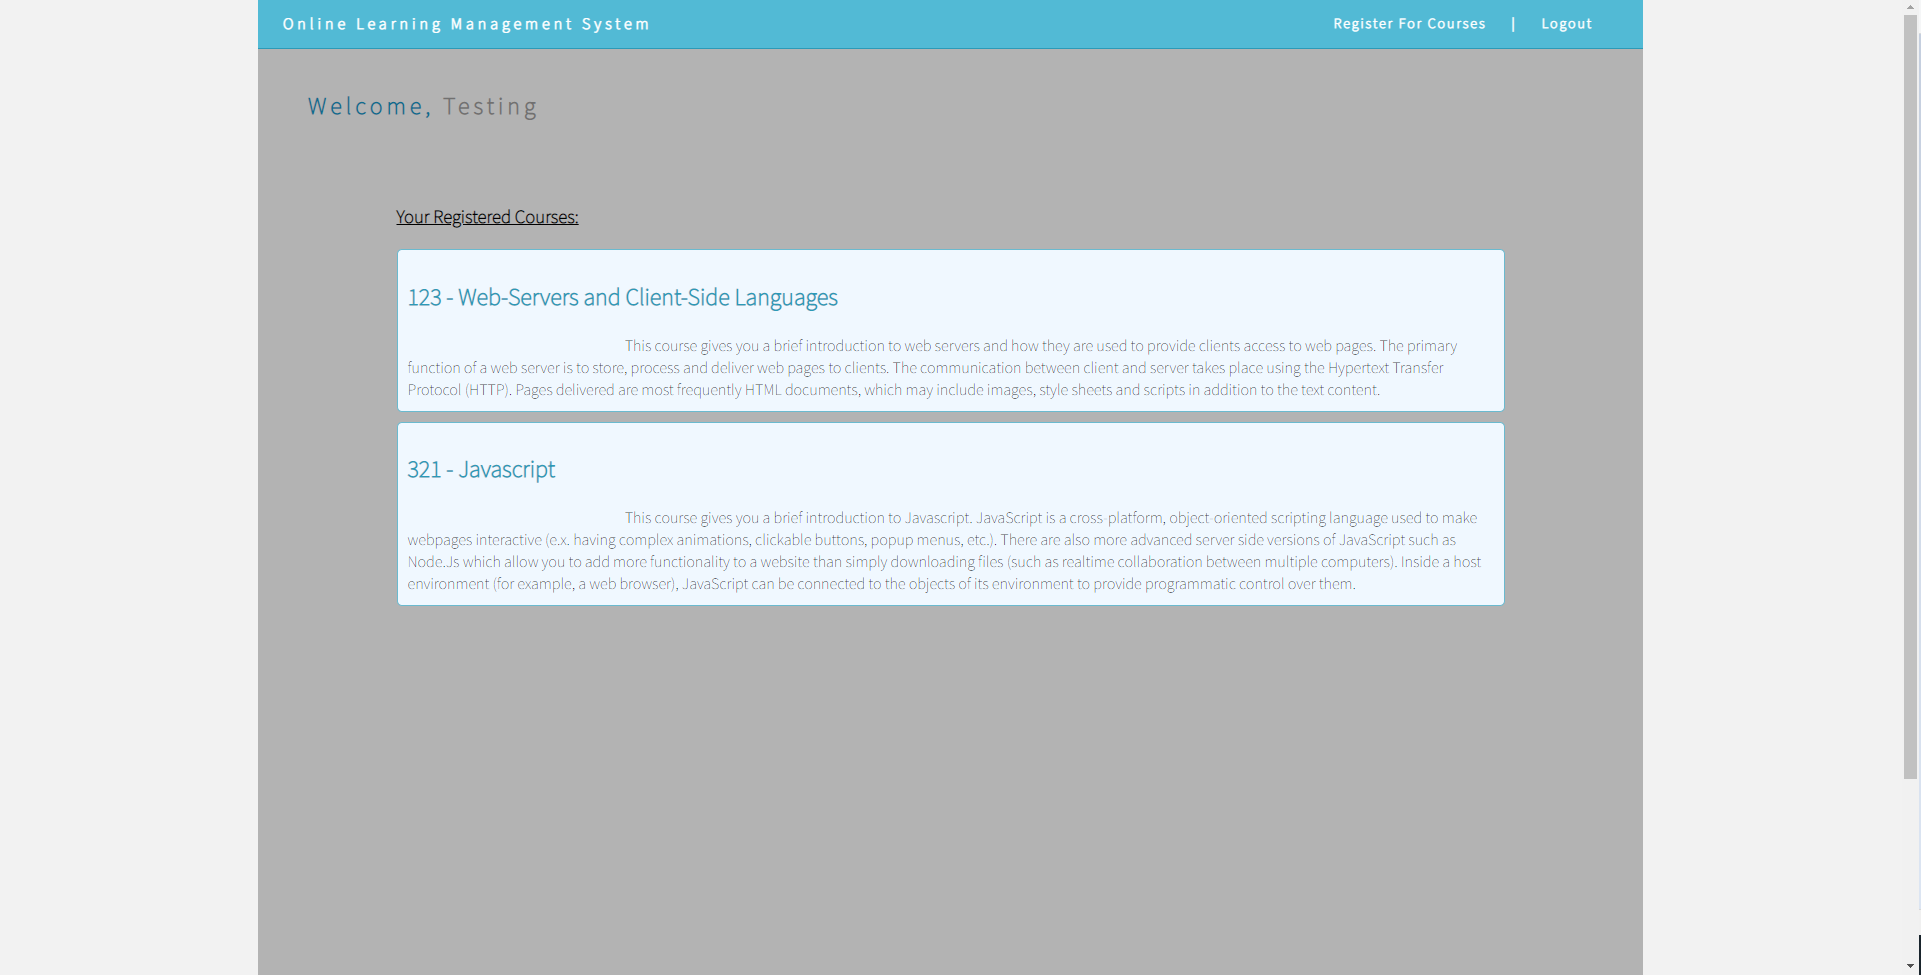 Online Learning Management System
Register For Courses | Logout
Welcome, Testing
Your Registered Courses:
123 - Web-Servers and Client-Side Languages
This course gives you a brief introduction to web servers and how they are used to provide clients access to web pages. The primary
function of a web server is to store, process and deliver web pages to clients. The communication between client and server takes place using the Hypertext Transfer
Protocol (HTTP). Pages delivered are most frequently HTML documents, which may include images, style sheets and scripts in addition to the text content.
321 - Javascript
This course gives you a brief introduction to Javascript. JavaScript is a cross-platform, object-oriented scripting language used to make
webpages interactive (e.x. having complex animations, clickable buttons, popup menus, etc.). There are also more advanced server side versions of JavaScript such as
Node.Js which allow you to add more functionality to a website than simply downloading files (such as realtime collaboration between multiple computers). Inside a host
environment (for example, a web browser), JavaScript can be connected to the objects of its environment to provide programmatic control over them.